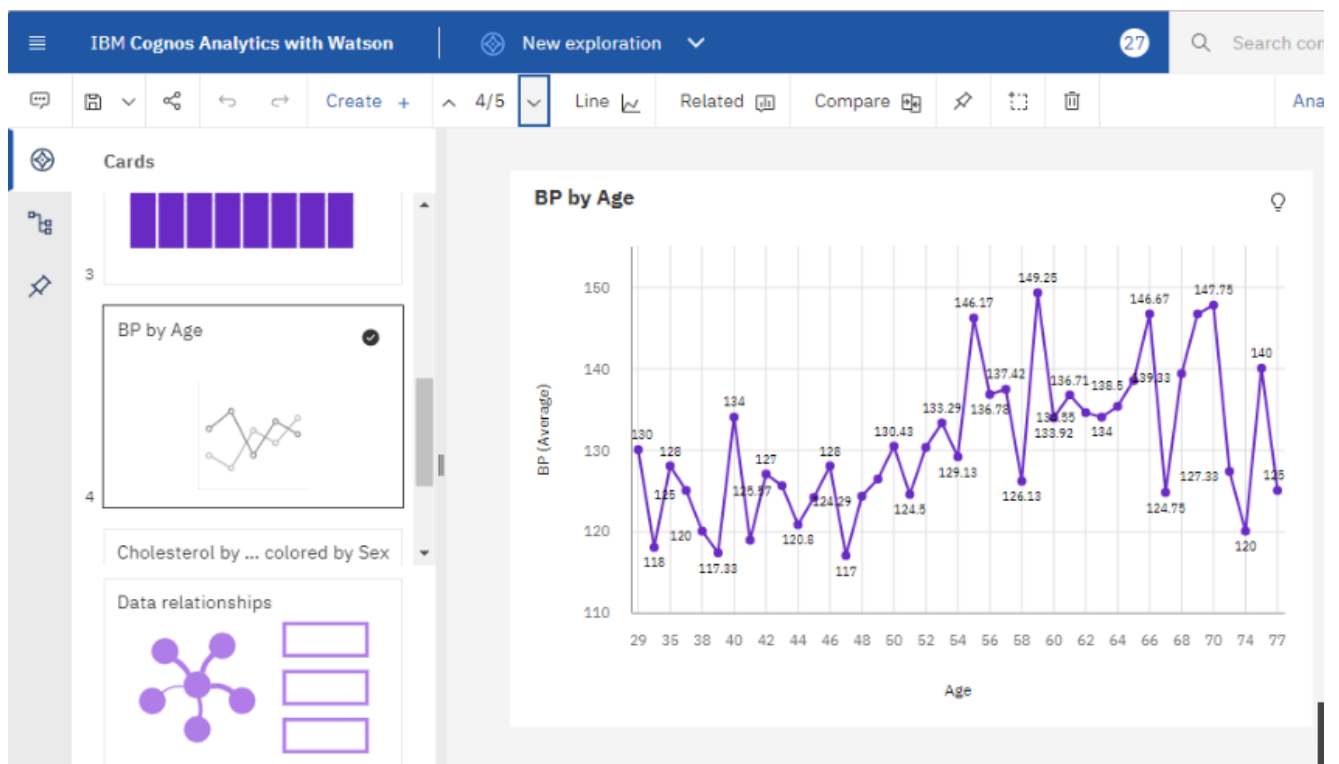 IBM Cognos Analytics with Watson
New exploration
27
Search con
Create +
4/5
Line
Related
Compare
Ana
Cards
3
BP by Age
4
Cholesterol by ... colored by Sex
Data relationships
BP by Age
BP (Average)
150
140
130
120
110
130
118
128
125
120
117.33
134
125.57
127
120.8
124.29
128
117
130.43
124.5
133.29
129.13
146.17
136.78
137.42
126.13
149.25
133.92
136.71
134
138.5
146.67
139.33
124.75
147.75
127.33
120
140
125
29 35 38 40 42 44 46 48 50 52 54 56 58 60 62 64 66 68 70 74 77
Age